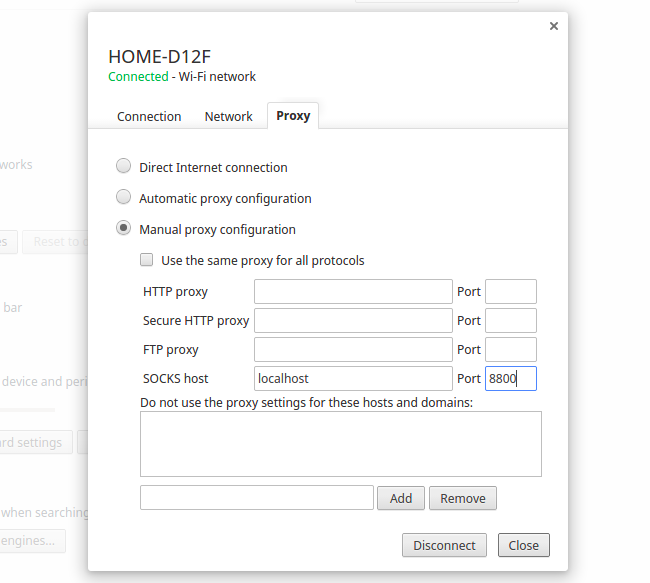 ×
HOME-D12F
Connected - Wi-Fi network
Connection Network Proxy
Direct Internet connection
works
Automatic proxy configuration
Manual proxy configuration
es Reset to d
Use the same proxy for all protocols
HTTP proxy Port
bar
Secure HTTP proxy Port
FTP proxy Port
SOCKS host localhost Port 8800
device and peri
Do not use the proxy settings for these hosts and domains:
rd settings
Add Remove
when searching
engines...
Disconnect Close